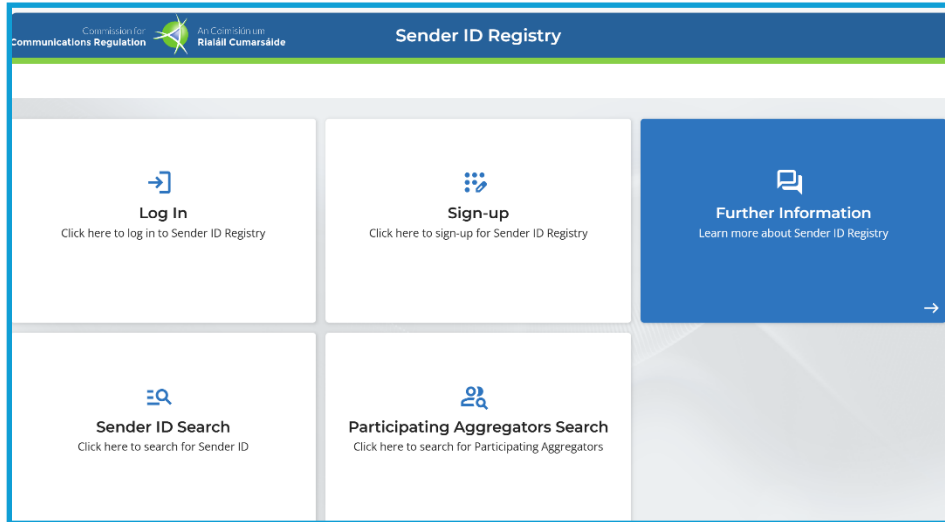 Commission for
Communications Regulation
An Coimisiún um
Rialáil Cumarsáide
Sender ID Registry
Log In
Click here to log in to Sender ID Registry
Sign-up
Click here to sign-up for Sender ID Registry
Further Information
Learn more about Sender ID Registry
Sender ID Search
Click here to search for Sender ID
Participating Aggregators Search
Click here to search for Participating Aggregators